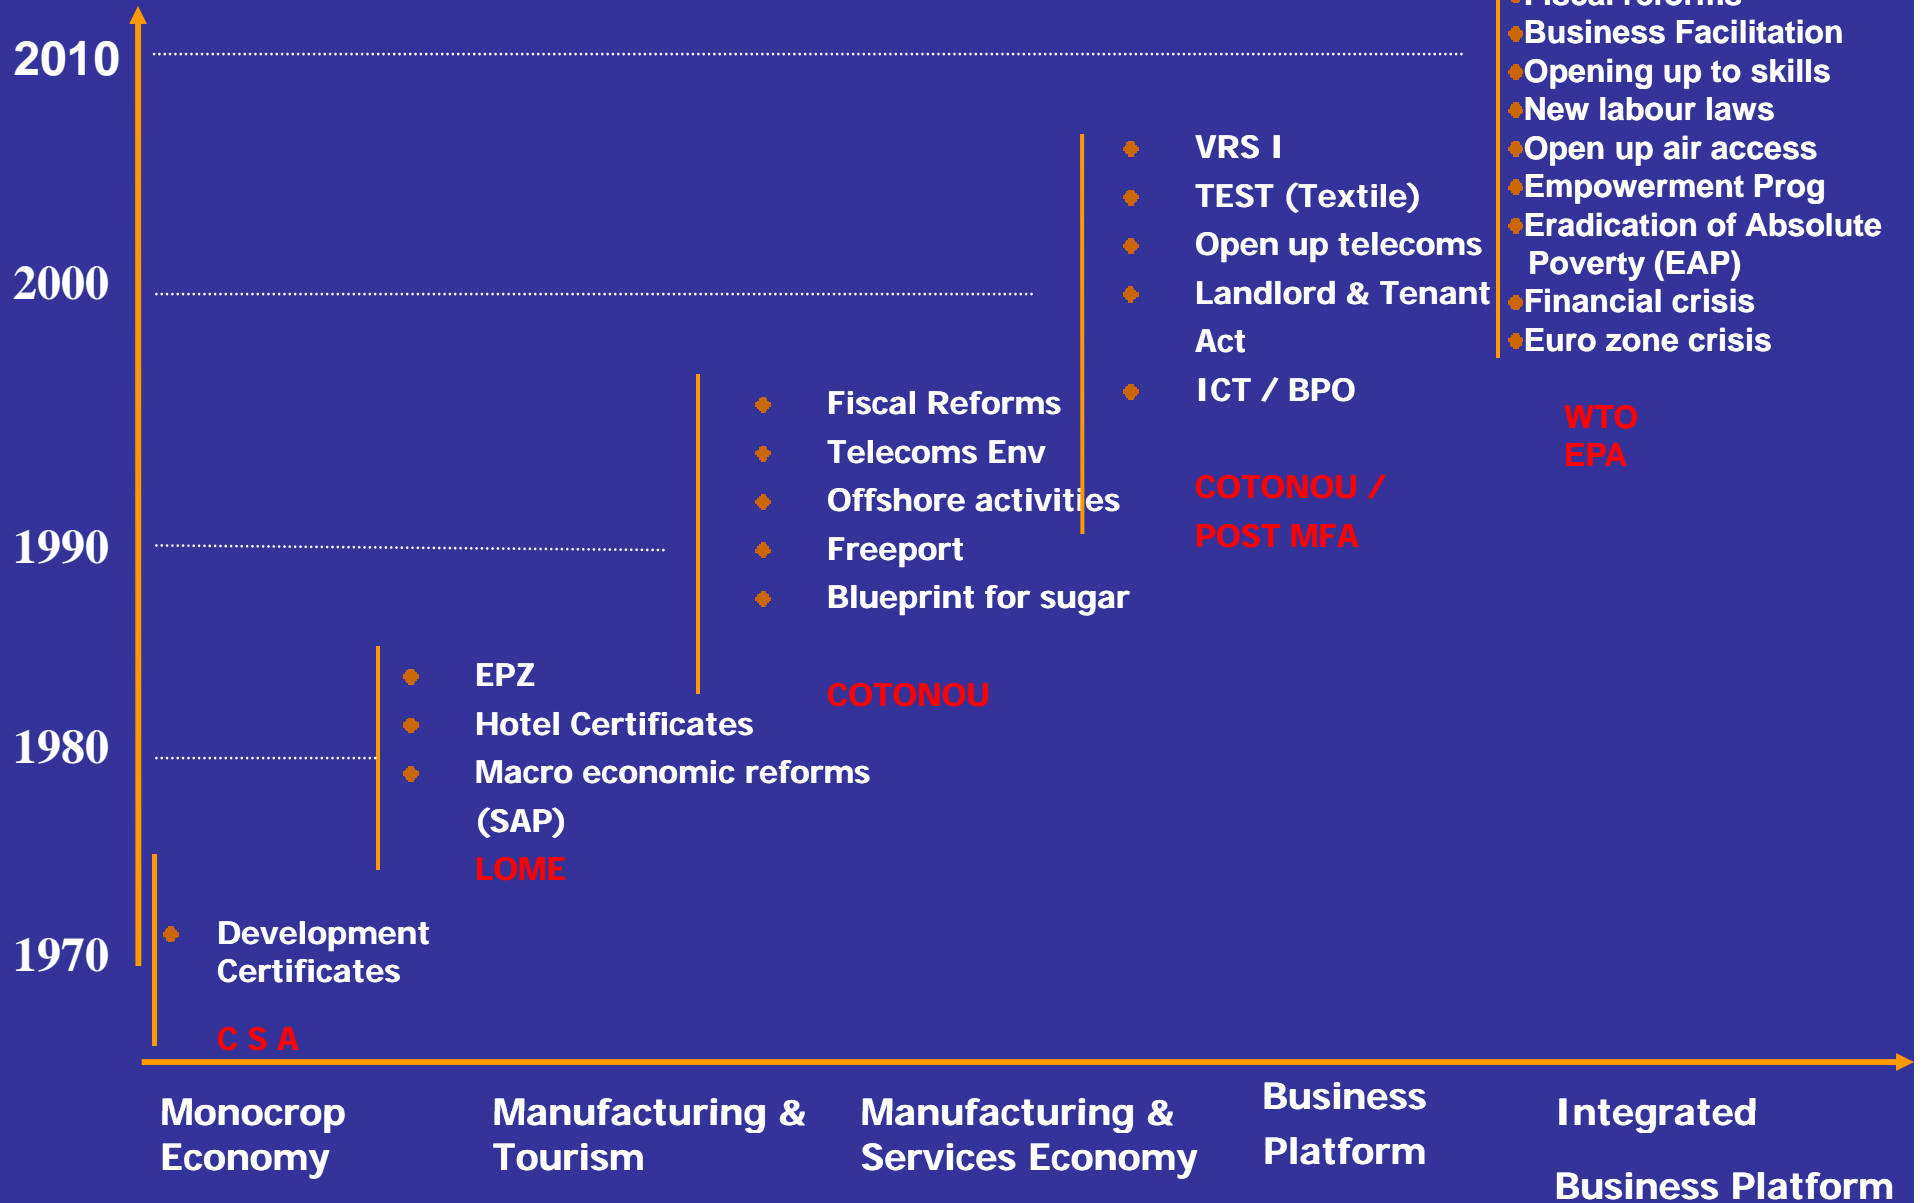 2010
2000
1990
1980
1970
Development
Certificates
C S A
EPZ
Hotel Certificates
Macro economic reforms
(SAP)
LOME
Fiscal Reforms
Telecoms Env
Offshore activities
Freeport
Blueprint for sugar
COTONOU
VRS I
TEST (Textile)
Open up telecoms
Landlord & Tenant
Act
ICT / BPO
COTONOU /
POST MFA
Fiscal reforms
Business Facilitation
Opening up to skills
New labour laws
Open up air access
Empowerment Prog
Eradication of Absolute
Poverty (EAP)
Financial crisis
Euro zone crisis
WTO
EPA
Monocrop
Economy
Manufacturing &
Tourism
Manufacturing &
Services Economy
Business
Platform
Integrated
Business Platform